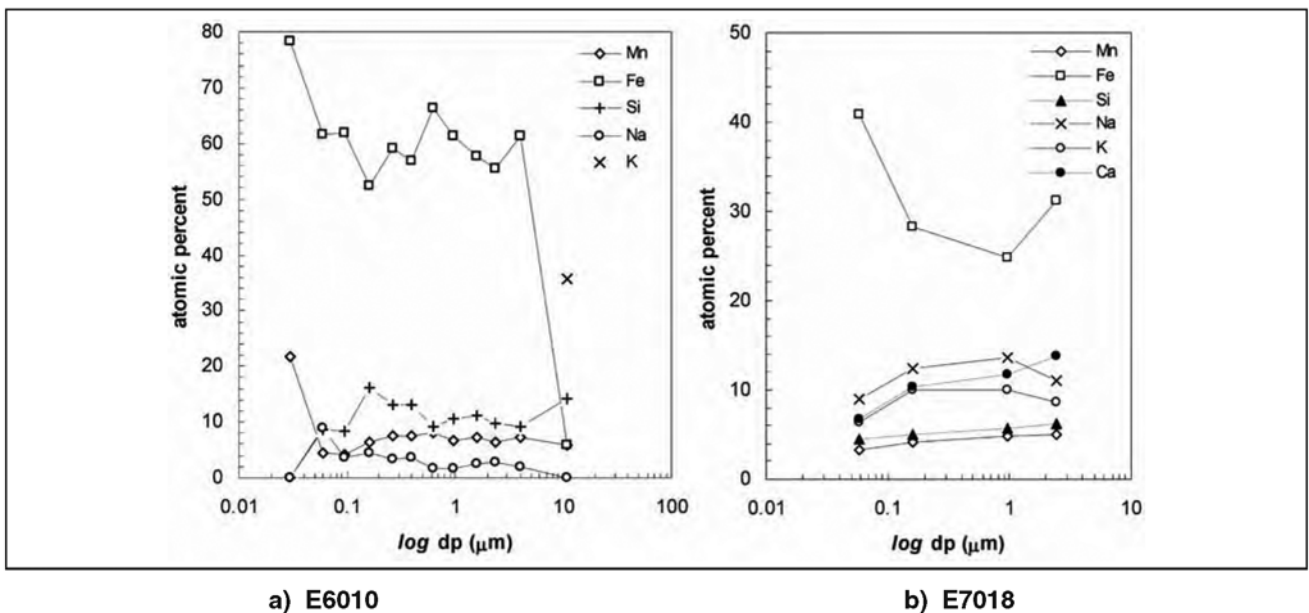 80
70
60
50
40
30
20
10
0
atomic percent
0.01
0.1
1
10
100
log dp (μm)
Mn
Fe
Si
Na
K
50
40
30
20
10
0
atomic percent
0.01
0.1
1
10
log dp (μm)
Mn
Fe
Si
Na
K
Ca
a) E6010
b) E7018